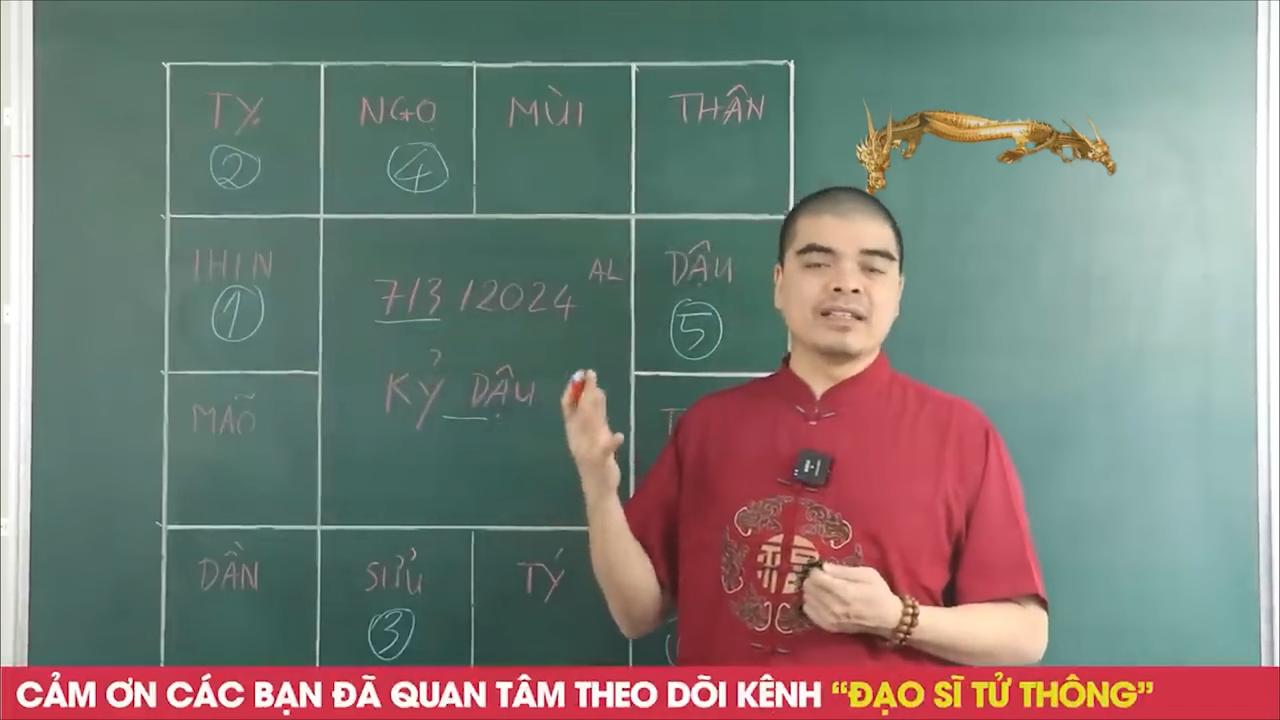 TỴ NGỌ MÙI THÂN
2 4
THÌN DẬU
1 7/3/2024 AL 5
MÃO KỶ DẬU
DẦN SỬU TÝ
3
福
CẢM ƠN CÁC BẠN ĐÃ QUAN TÂM THEO DÕI KÊNH “ĐẠO SĨ TỬ THÔNG”